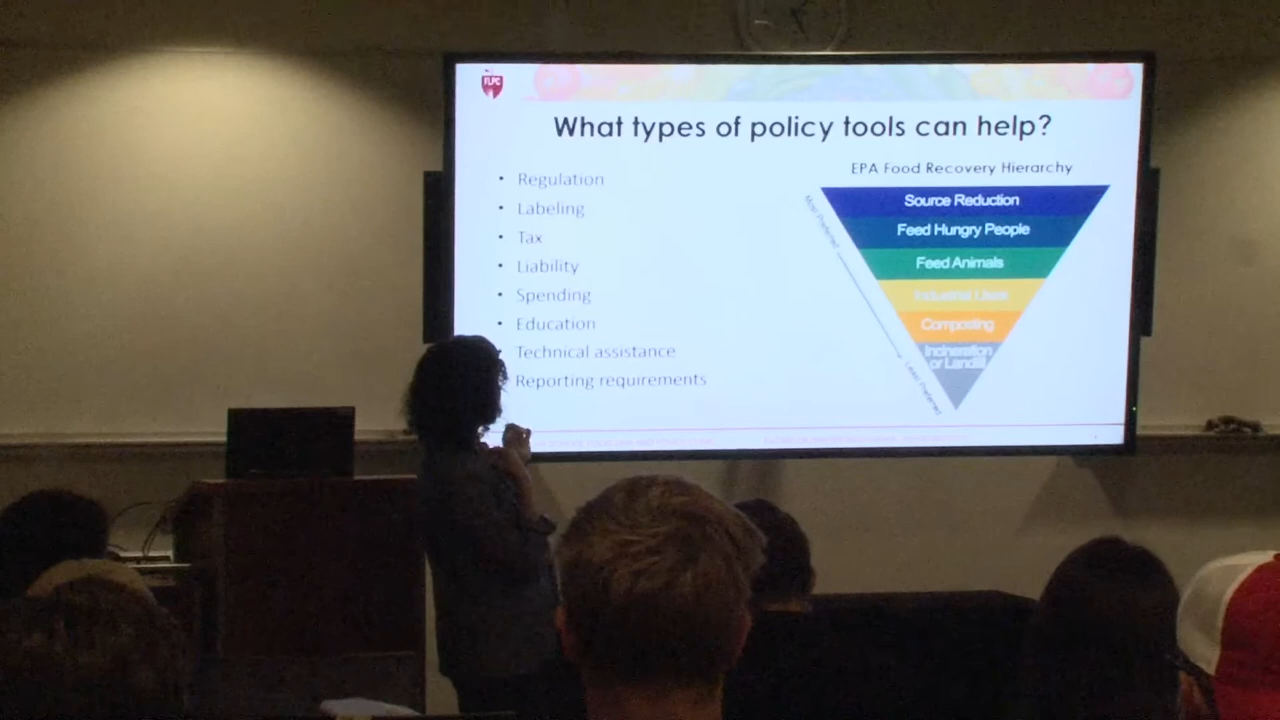 FLPC
What types of policy tools can help?
• Regulation
• Labeling
• Tax
• Liability
• Spending
• Education
Technical assistance
Reporting requirements
EPA Food Recovery Hierarchy
Most Preferred
Source Reduction
Feed Hungry People
Feed Animals
Industrial Uses
Composting
Incineration
or Landfill
Least Preferred